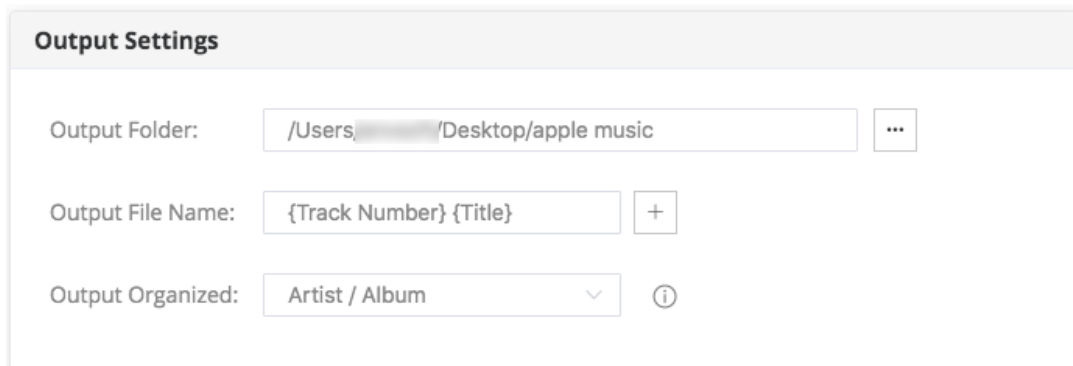 Output Settings
Output Folder: /Users/ /Desktop/apple music ...
Output File Name: {Track Number} {Title} +
Output Organized: Artist / Album